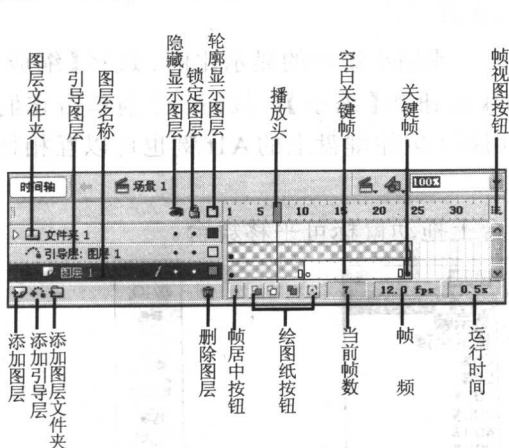 图层文件夹
引导图层
图层名称
隐藏显示图层
锁定图层
轮廓显示图层
播放头
空白关键帧
关键帧
帧视图按钮
时间轴
场景 1
100%
1 5 10 15 20 25 30
文件夹 1
引导层: 图层 1
图层 1
7
12.0 fps
0.5s
添加图层
添加引导层
添加图层文件夹
删除图层
帧居中按钮
绘图纸按钮
当前帧数
帧频
运行时间